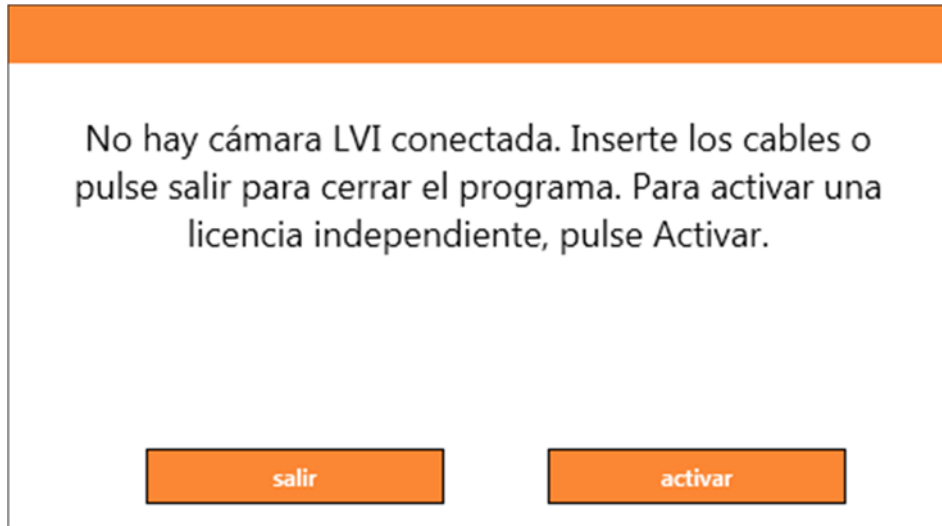 No hay cámara LVI conectada. Inserte los cables o
pulse salir para cerrar el programa. Para activar una
licencia independiente, pulse Activar.
salir
activar